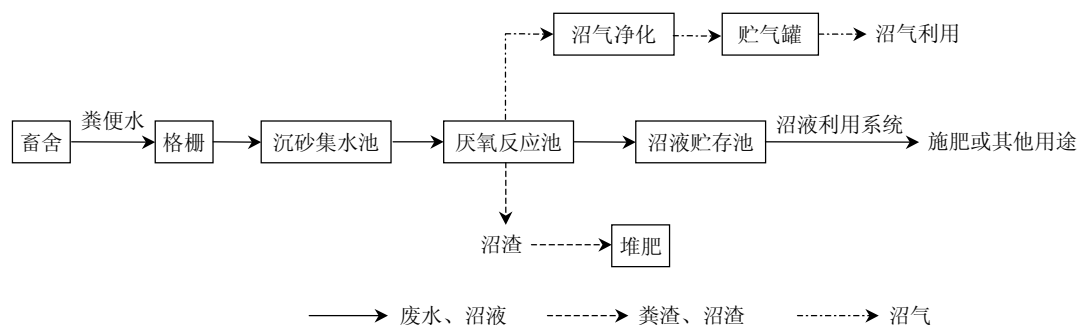 沼气净化
贮气罐
沼气利用
畜舍
粪便水
格栅
沉砂集水池
厌氧反应池
沼液贮存池
沼液利用系统
施肥或其他用途
沼渣
堆肥
废水、沼液
粪渣、沼渣
沼气